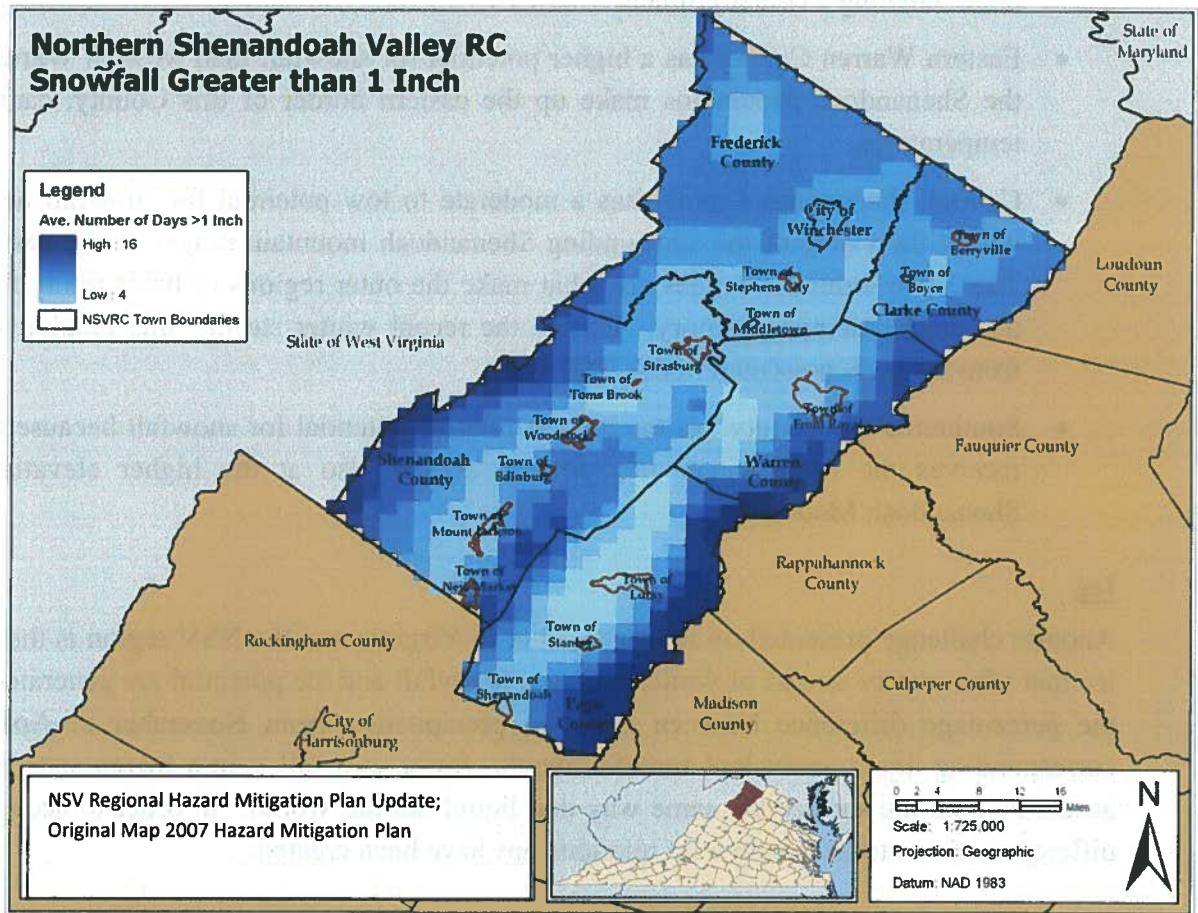 Northern Shenandoah Valley RC
Snowfall Greater than 1 Inch
Legend
Ave. Number of Days >1 Inch
High : 16
Low : 4
NSVRC Town Boundaries
State of
Maryland
Frederick
County
City of
Winchester
Town of
Berryville
Loudoun
County
Town of
Stephens City
Town of
Boyce
Clarke County
Town of
Middletown
State of West Virginia
Town of
Strasburg
Town of
Toms Brook
Town of
Front Royal
Town of
Woodstock
Fauquier County
Shenandoah
County
Town of
Edinburg
Warren
County
Town of
Mount Jackson
Town of
New Market
Town of
Luray
Rappahannock
County
Rockingham County
Town of
Stanley
Town of
Shenandoah
Page
County
Madison
County
Culpeper County
City of
Harrisonburg
NSV Regional Hazard Mitigation Plan Update;
Original Map 2007 Hazard Mitigation Plan
0 2 4 8 12 16
Miles
Scale: 1:725,000
Projection: Geographic
Datum: NAD 1983
N